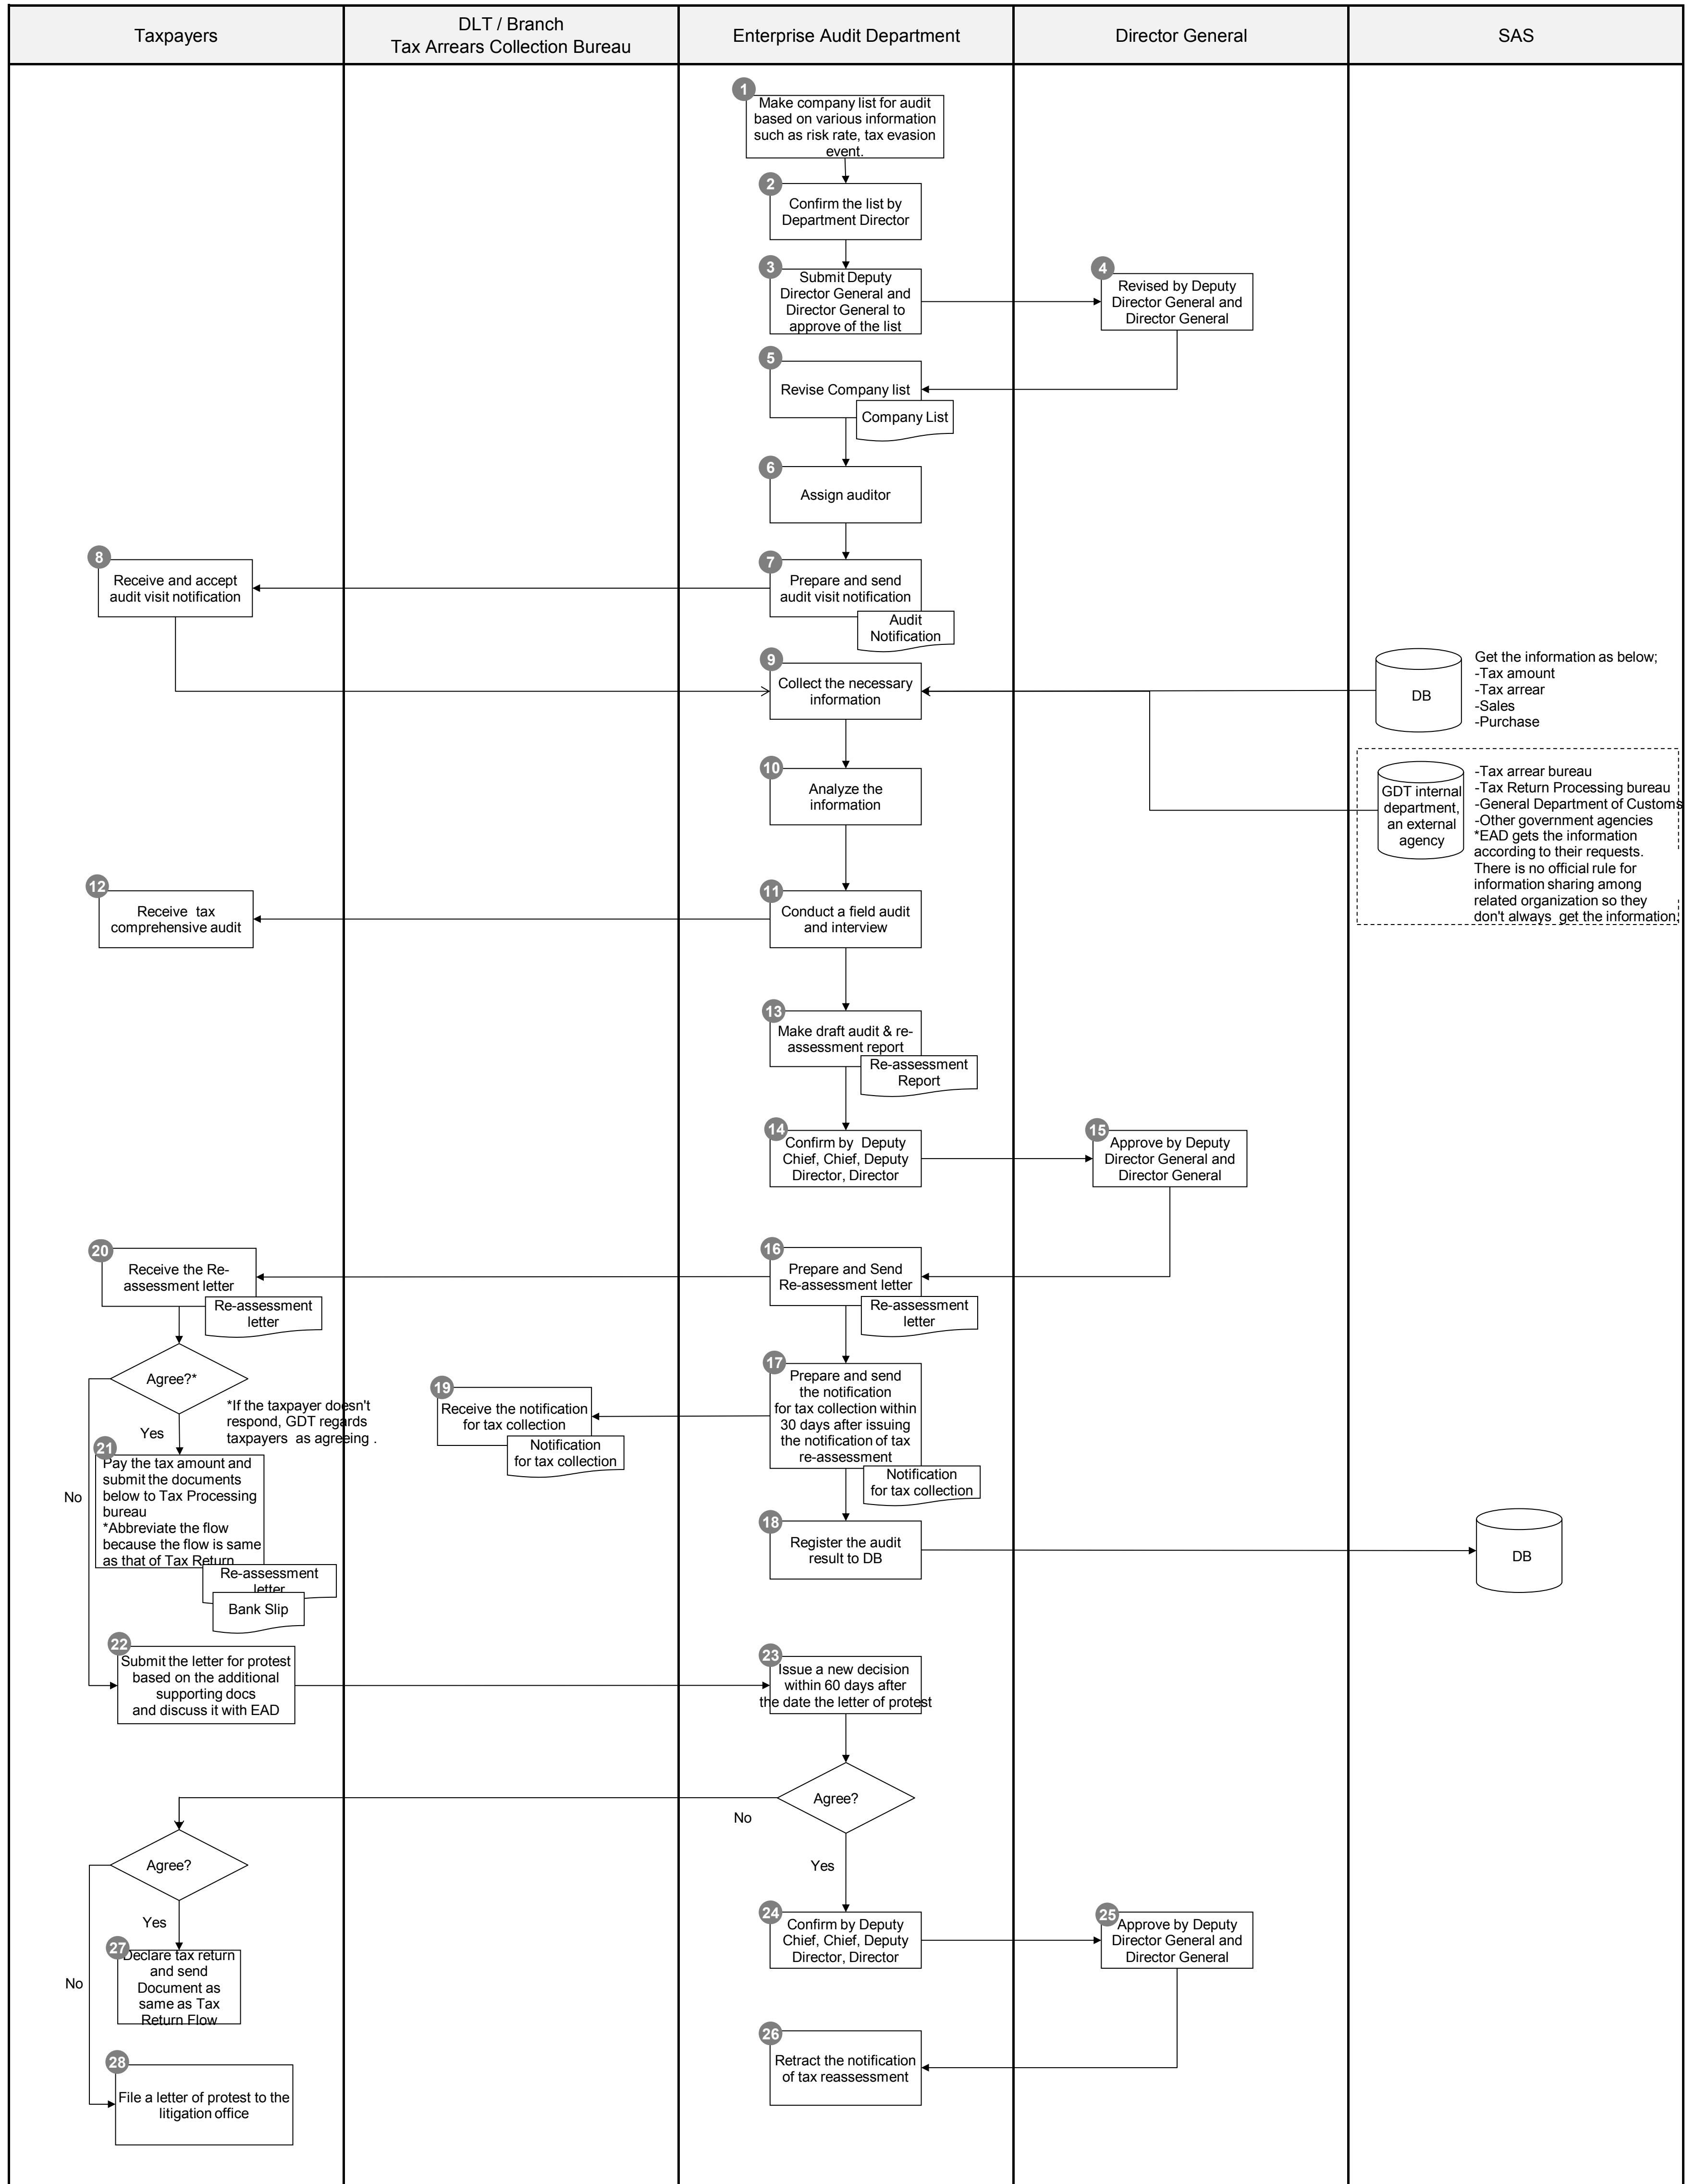 Taxpayers
DLT / Branch
Tax Arrears Collection Bureau
Enterprise Audit Department
Director General
SAS
1
Make company list for audit
based on various information
such as risk rate, tax evasion
event.
2
Confirm the list by
Department Director
3
Submit Deputy
Director General and
Director General to
approve of the list
4
Revised by Deputy
Director General and
Director General
5
Revise Company list
Company List
6
Assign auditor
7
Prepare and send
audit visit notification
Audit
Notification
8
Receive and accept
audit visit notification
9
Collect the necessary
information
DB
Get the information as below;
-Tax amount
-Tax arrear
-Sales
-Purchase
GDT internal
department,
an external
agency
-Tax arrear bureau
-Tax Return Processing bureau
-General Department of Customs
-Other government agencies
*EAD gets the information
according to their requests.
There is no official rule for
information sharing among
related organization so they
don't always get the information.
10
Analyze the
information
11
Conduct a field audit
and interview
12
Receive tax
comprehensive audit
13
Make draft audit & re-
assessment report
Re-assessment
Report
14
Confirm by Deputy
Chief, Chief, Deputy
Director, Director
15
Approve by Deputy
Director General and
Director General
16
Prepare and Send
Re-assessment letter
Re-assessment
letter
20
Receive the Re-
assessment letter
Re-assessment
letter
Agree?*
*If the taxpayer doesn't
respond, GDT regards
taxpayers as agreeing .
Yes
No
17
Prepare and send
the notification
for tax collection within
30 days after issuing
the notification of tax
re-assessment
Notification
for tax collection
19
Receive the notification
for tax collection
Notification
for tax collection
21
Pay the tax amount and
submit the documents
below to Tax Processing
bureau
*Abbreviate the flow
because the flow is same
as that of Tax Return
Re-assessment
letter
Bank Slip
18
Register the audit
result to DB
DB
22
Submit the letter for protest
based on the additional
supporting docs
and discuss it with EAD
23
Issue a new decision
within 60 days after
the date the letter of protest
Agree?
No
Yes
Agree?
Yes
No
24
Confirm by Deputy
Chief, Chief, Deputy
Director, Director
25
Approve by Deputy
Director General and
Director General
27
Declare tax return
and send
Document as
same as Tax
Return Flow
26
Retract the notification
of tax reassessment
28
File a letter of protest to the
litigation office